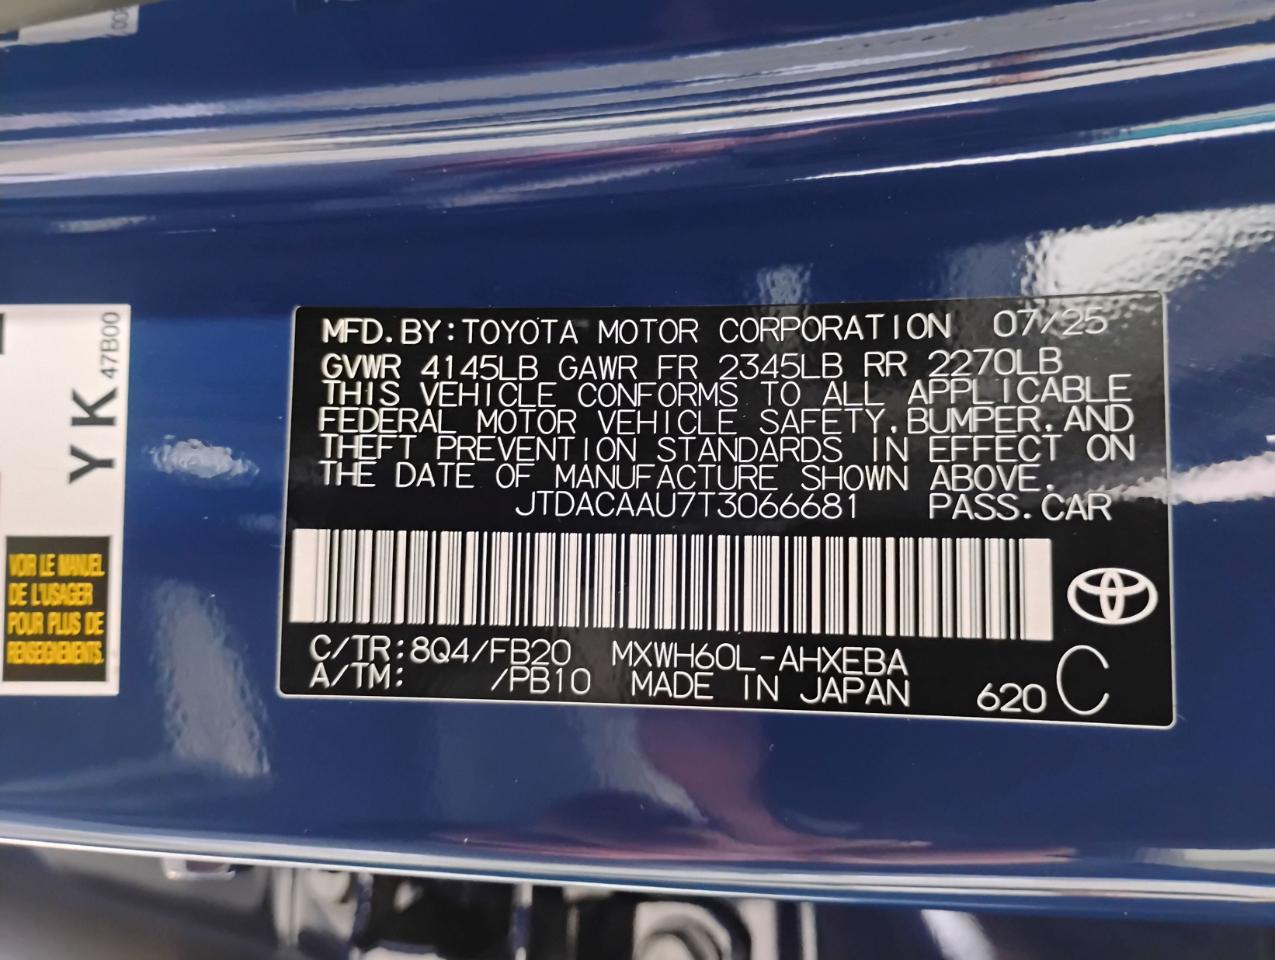 YK 47B00
VOIR LE MANUEL
DE L'USAGER
POUR PLUS DE
RENSEIGNEMENTS.
MFD.BY:TOYOTA MOTOR CORPORATION 07/25
GVWR 4145LB GAWR FR 2345LB RR 2270LB
THIS VEHICLE CONFORMS TO ALL APPLICABLE
FEDERAL MOTOR VEHICLE SAFETY,BUMPER,AND
THEFT PREVENTION STANDARDS IN EFFECT ON
THE DATE OF MANUFACTURE SHOWN ABOVE.
JTDACAAU7T3066681 PASS.CAR
C/TR:8Q4/FB20 MXWH60L-AHXEBA
A/TM: /PB10 MADE IN JAPAN 620 C